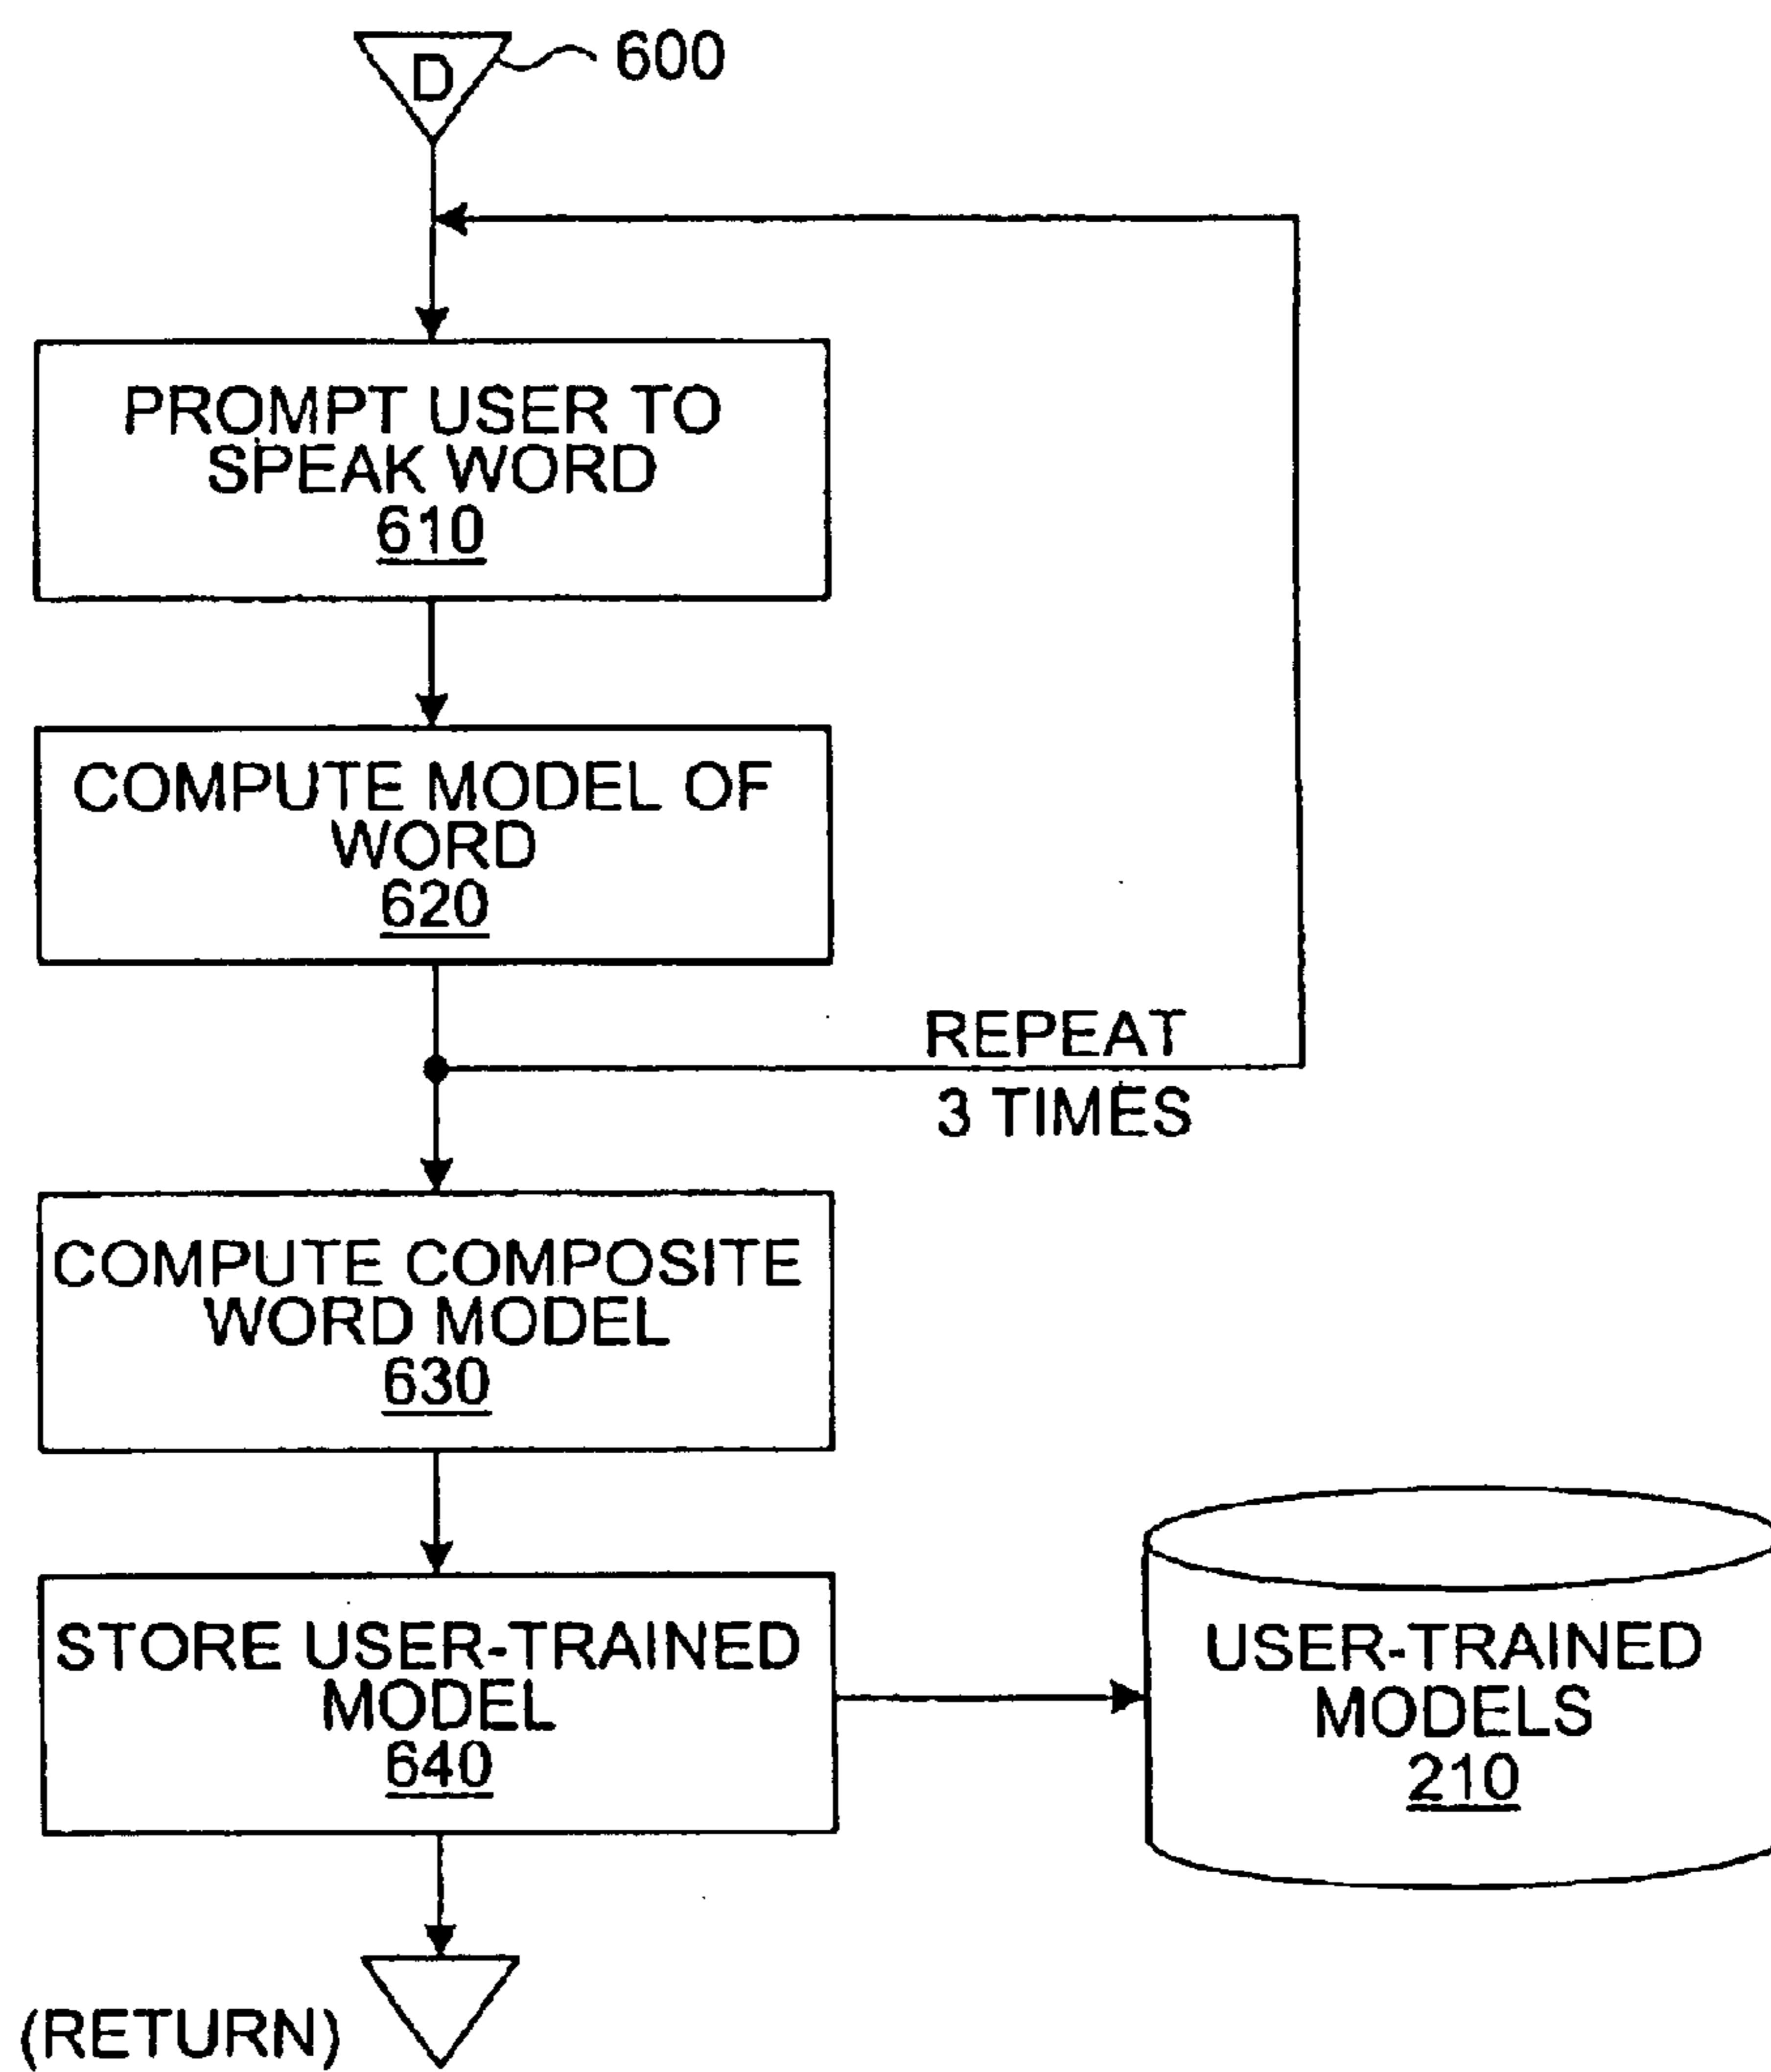 D
600
PROMPT USER TO
SPEAK WORD
610
COMPUTE MODEL OF
WORD
620
REPEAT
3 TIMES
COMPUTE COMPOSITE
WORD MODEL
630
STORE USER-TRAINED
MODEL
640
USER-TRAINED
MODELS
210
(RETURN)